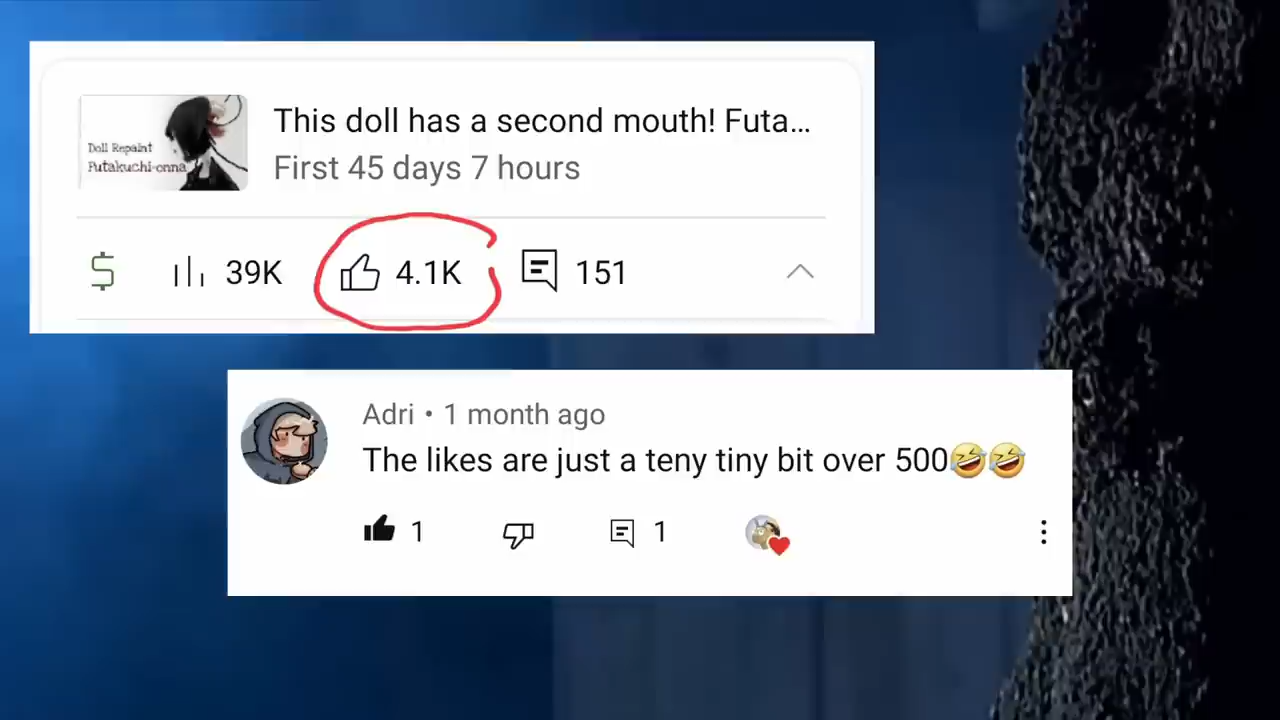 Doll Repaint
Futakuchi-onna
This doll has a second mouth! Futa...
First 45 days 7 hours
$ 39K 4.1K 151
Adri • 1 month ago
The likes are just a teny tiny bit over 500🤣🤣
1 1